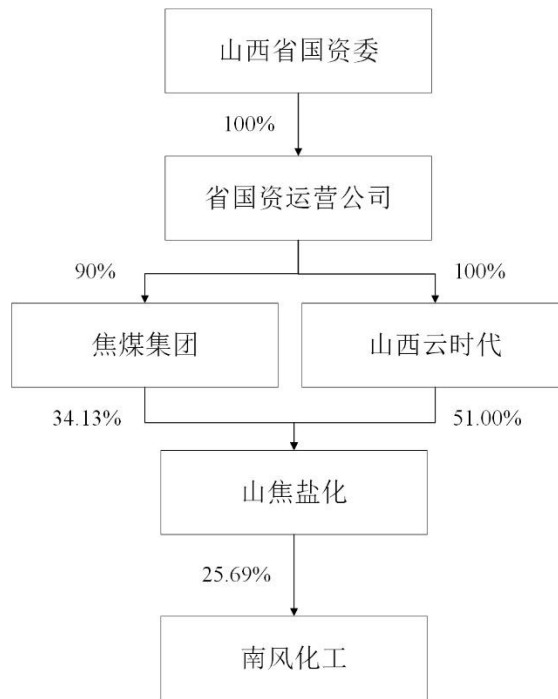 山西省国资委
100%
省国资运营公司
90%
100%
焦煤集团
山西云时代
34.13%
51.00%
山焦盐化
25.69%
南风化工